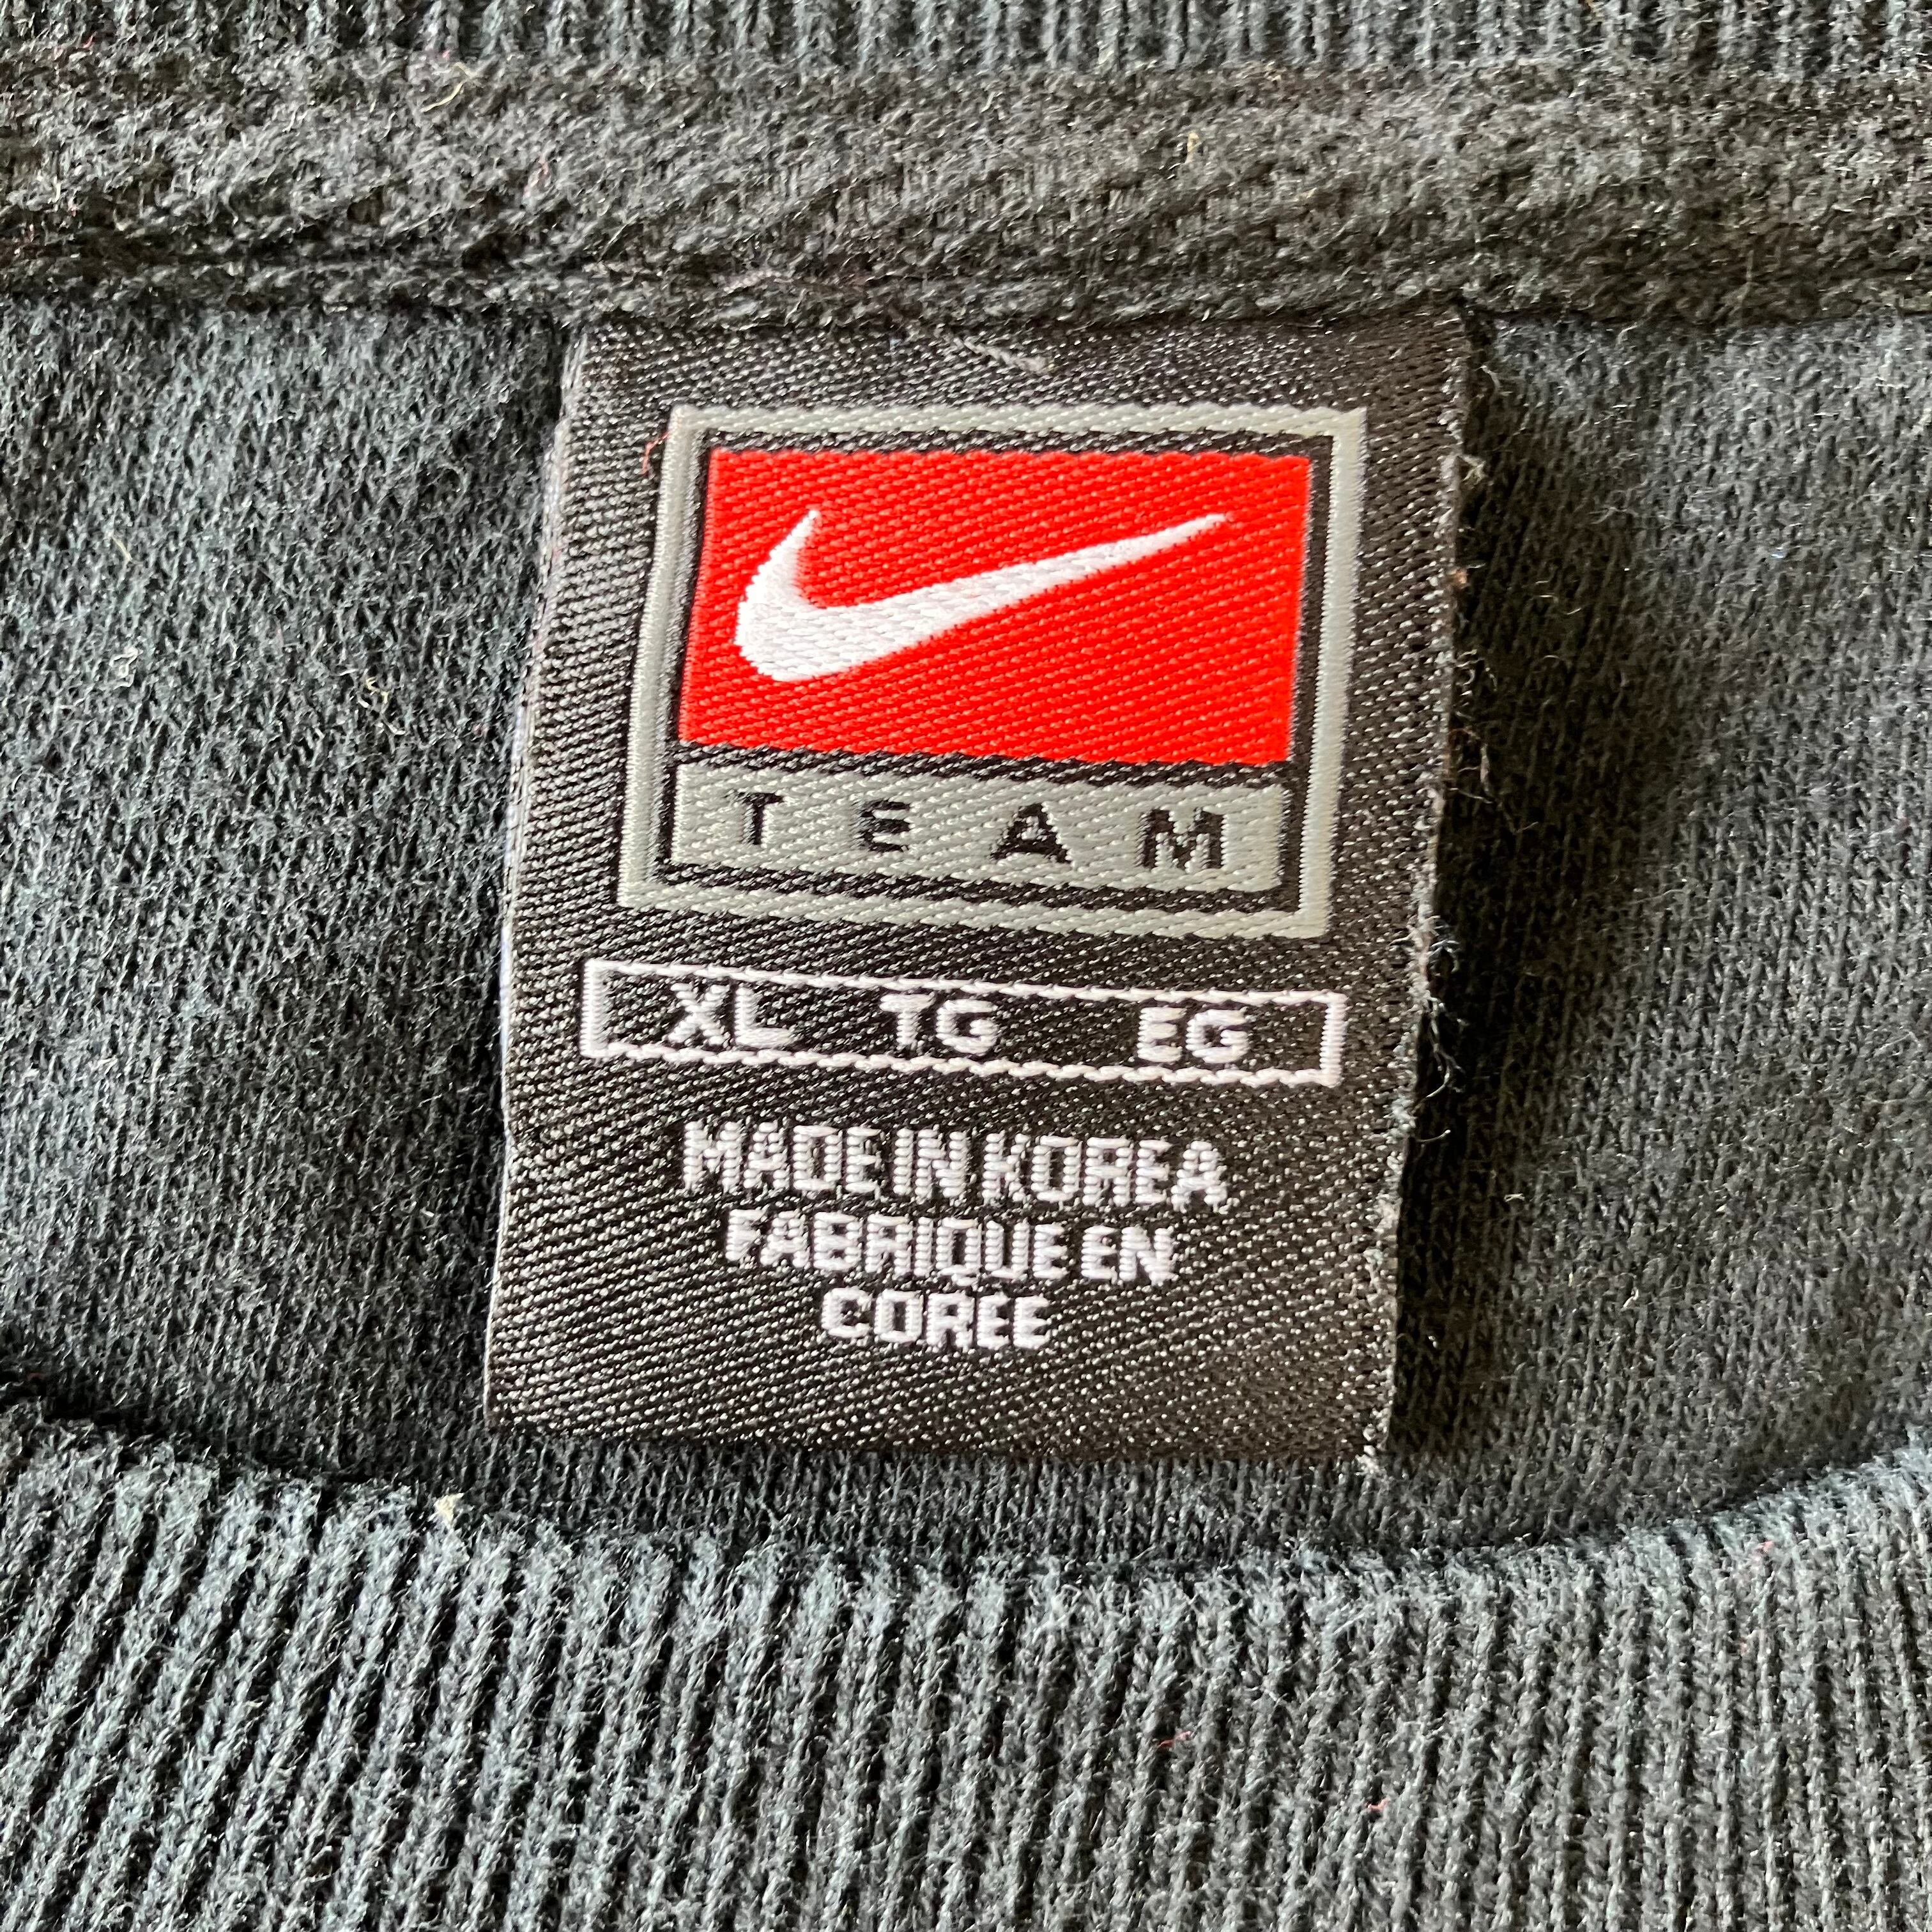 TEAM
XL TG EG
MADE IN KOREA
FABRIQUE EN
COREE